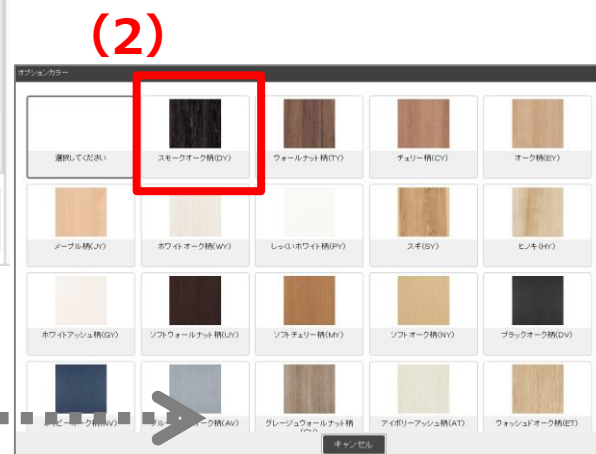 （2）
オプションカラー
選択してください
スモークオーク柄(DY)
ウォールナット柄(TY)
チェリー柄(CY)
オーク柄(EY)
メープル柄(JY)
ホワイトオーク柄(WY)
しっくいホワイト柄(PY)
スギ(SY)
ヒノキ(HY)
ホワイトアッシュ柄(GY)
ソフトウォールナット柄(UY)
ソフトチェリー柄(MY)
ソフトオーク柄(NY)
ブラックオーク柄(DV)
オーク柄(AV)
グレージュウォールナット柄
アイボリーアッシュ柄(AT)
ウォッシュドオーク柄(ET)
キャンセル